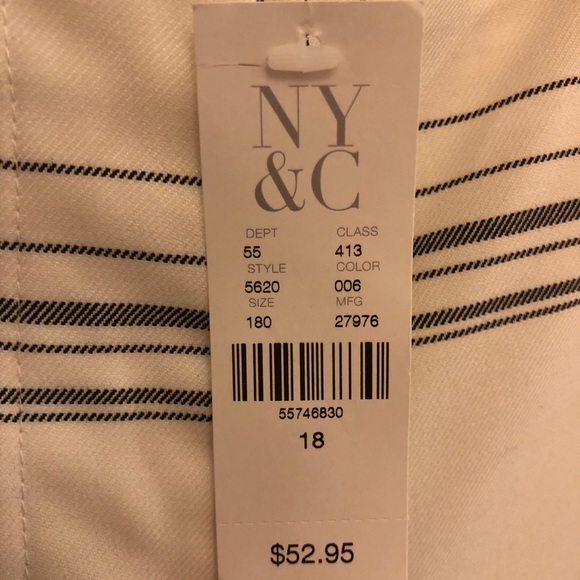 NY
&C
DEPT CLASS
55 413
STYLE COLOR
5620 006
SIZE MFG
180 27976
55746830
18
$52.95